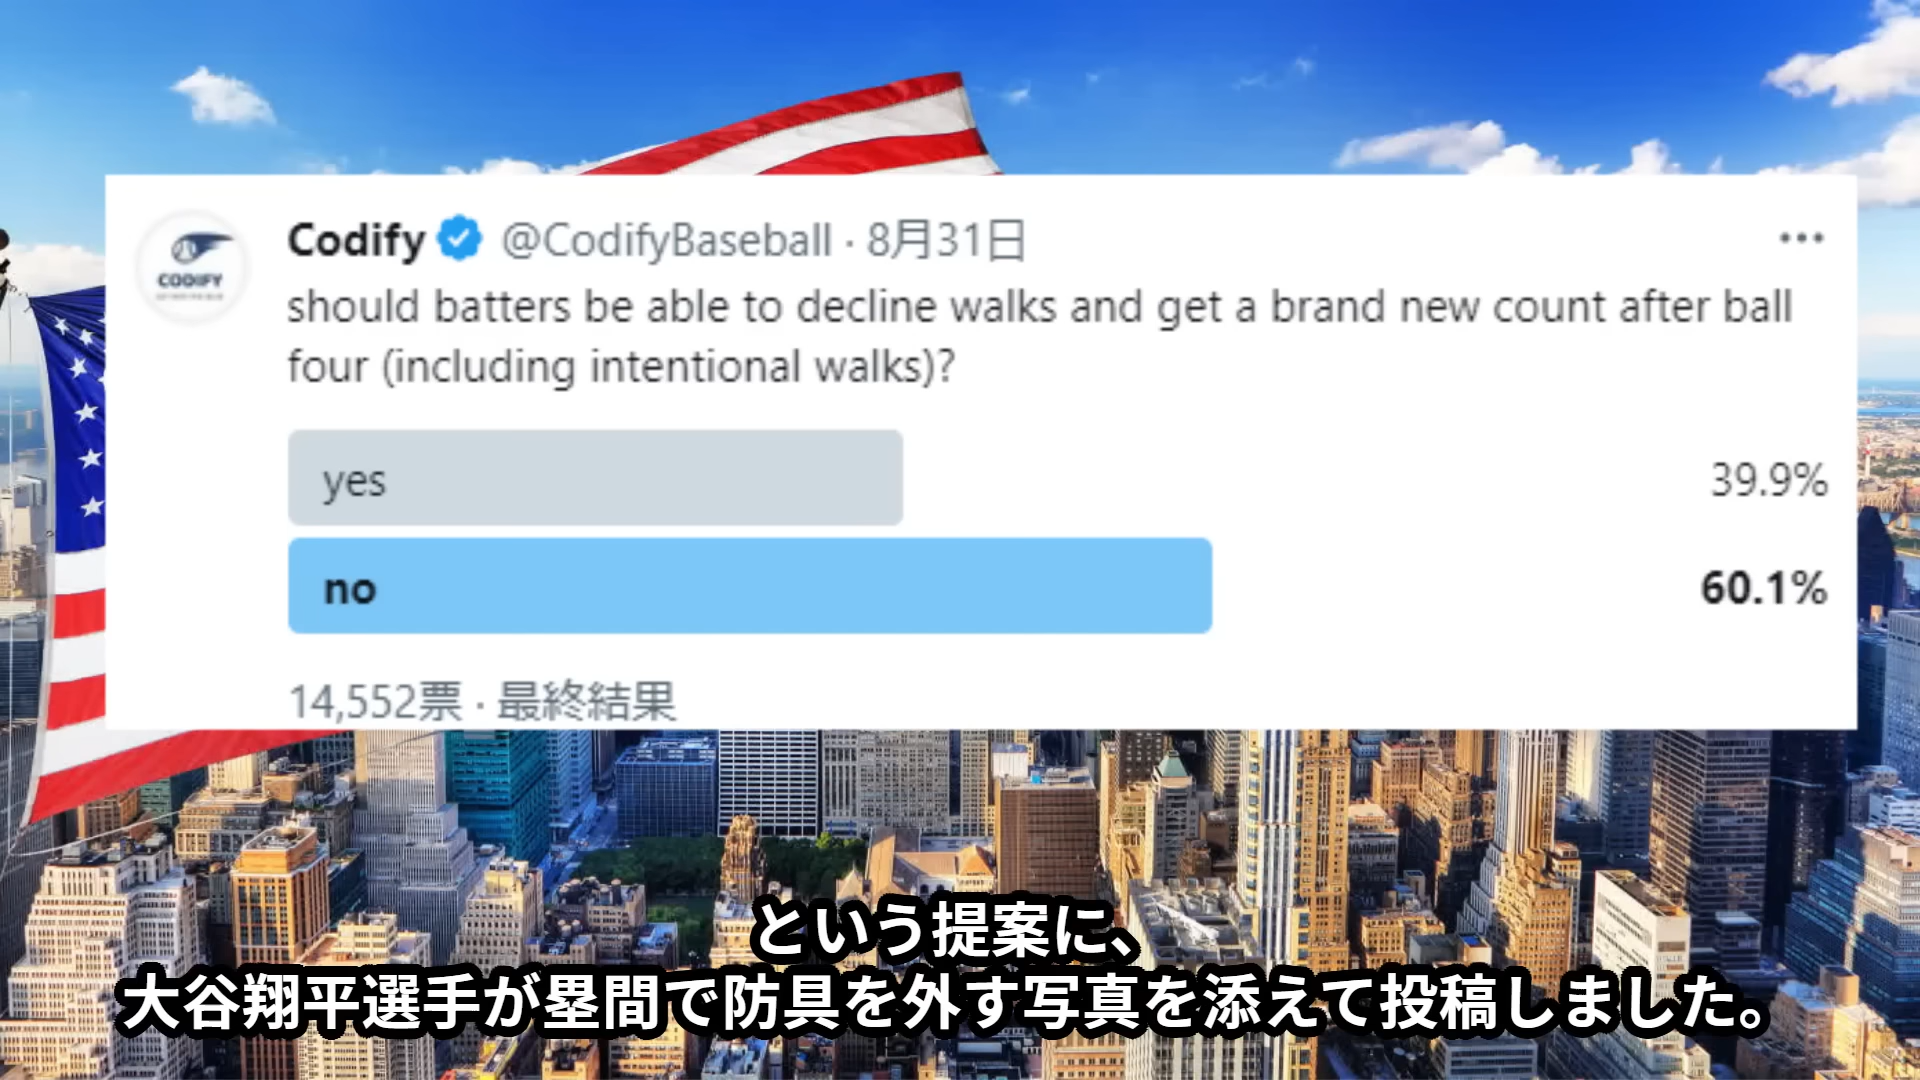 Codify @CodifyBaseball · 8月31日
CODIFY
should batters be able to decline walks and get a brand new count after ball
four (including intentional walks)?
yes 39.9%
no 60.1%
14,552票 · 最終結果
という提案に、
大谷翔平選手が塁間で防具を外す写真を添えて投稿しました。